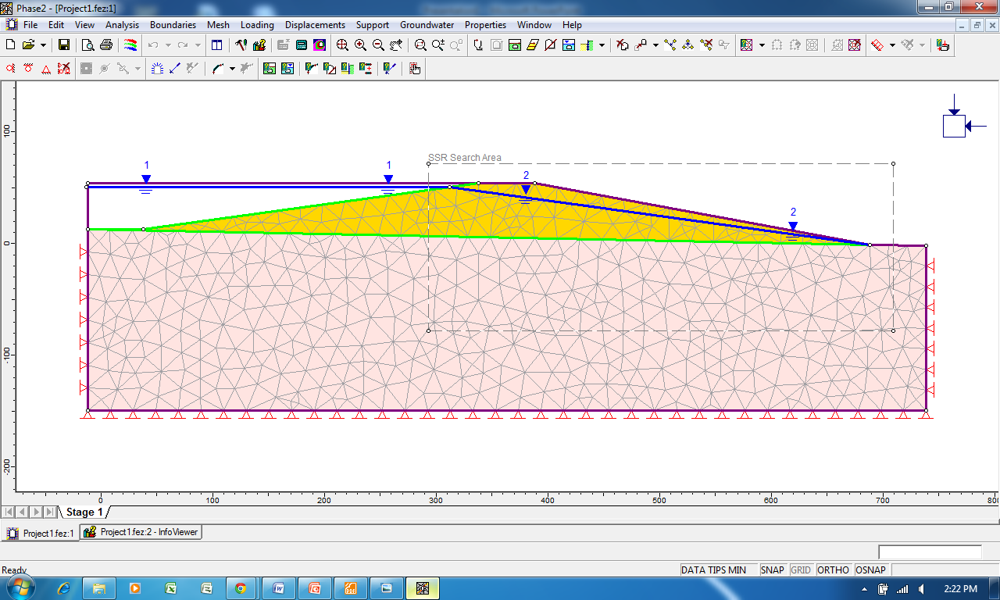 Phase2 - [Project1.fez:1]
File Edit View Analysis Boundaries Mesh Loading Displacements Support Groundwater Properties Window Help
SSR Search Area
1 1 2 2
100
0
-100
-200
0 100 200 300 400 500 600 700 800
Stage 1
Project1.fez:1 Project1.fez:2 - InfoViewer
Ready DATA TIPS MIN SNAP GRID ORTHO OSNAP
2:22 PM